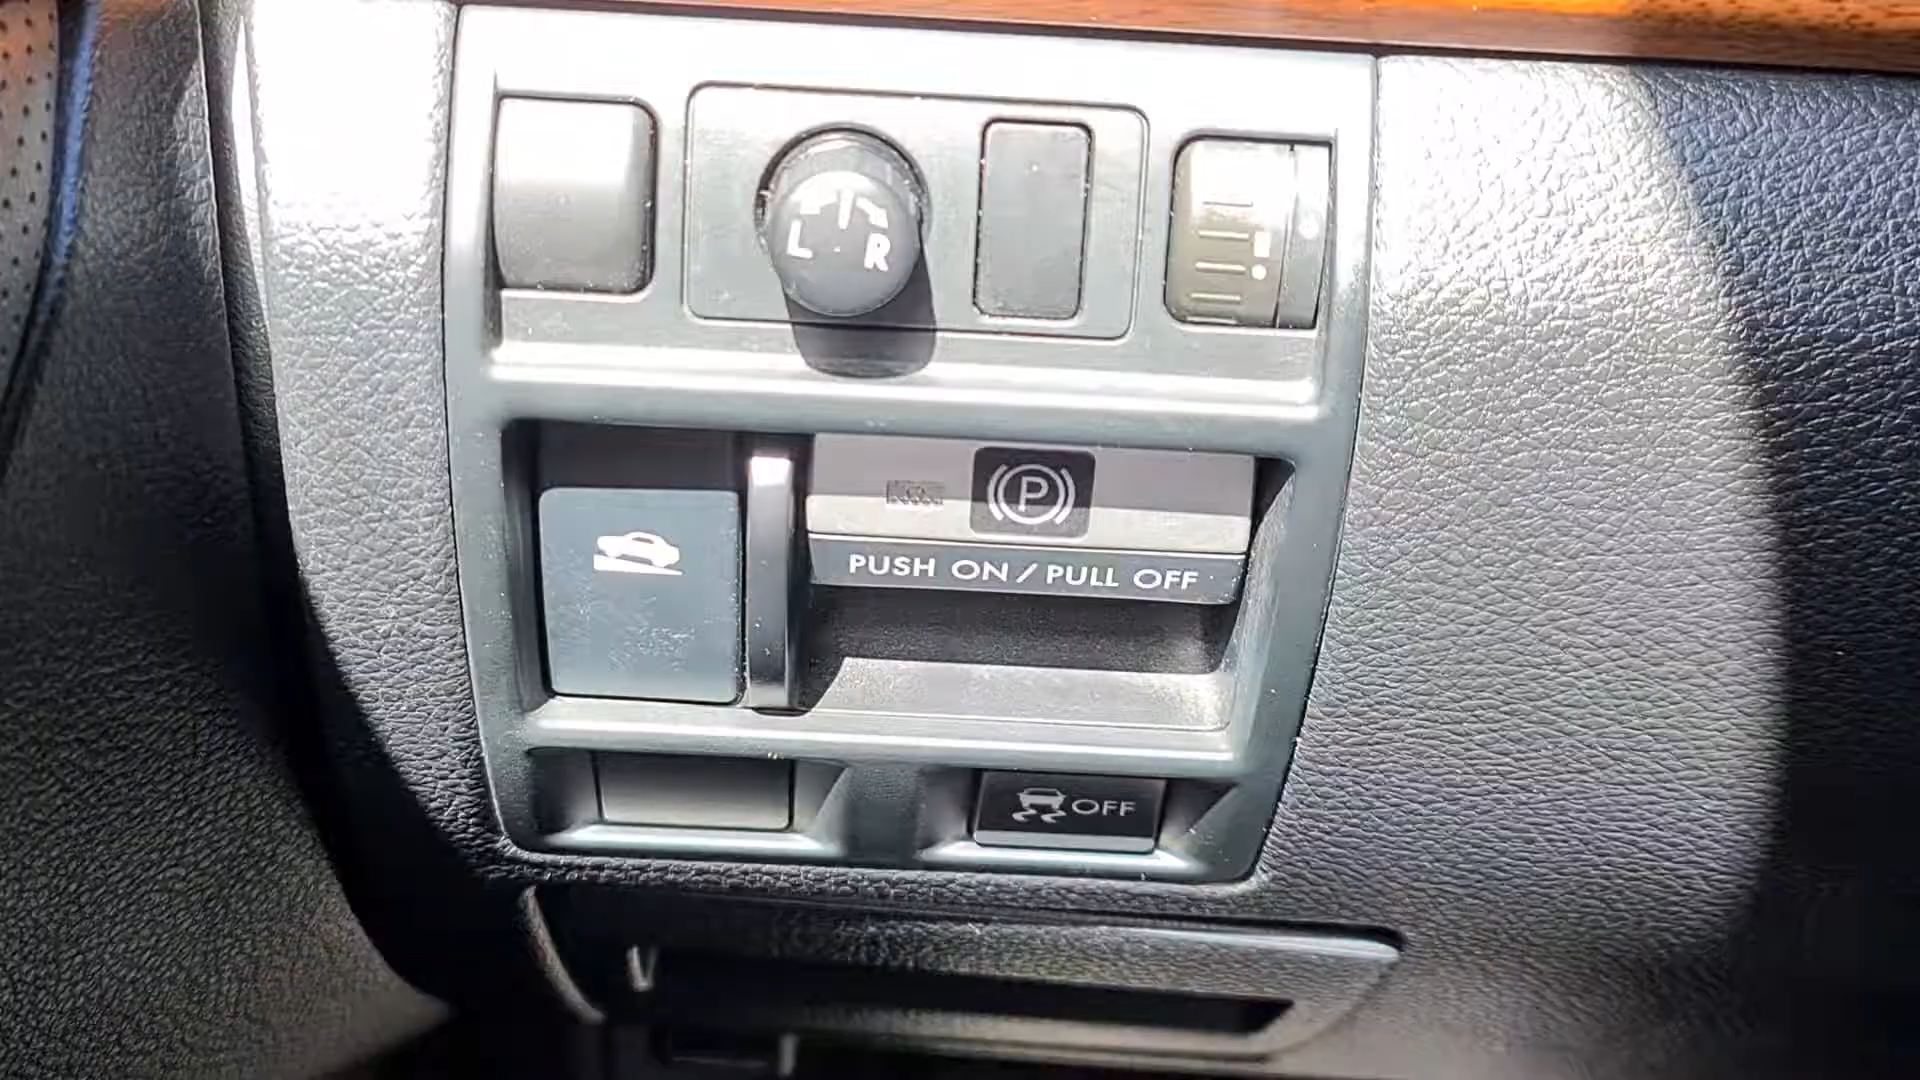 L R
P
PUSH ON / PULL OFF
OFF